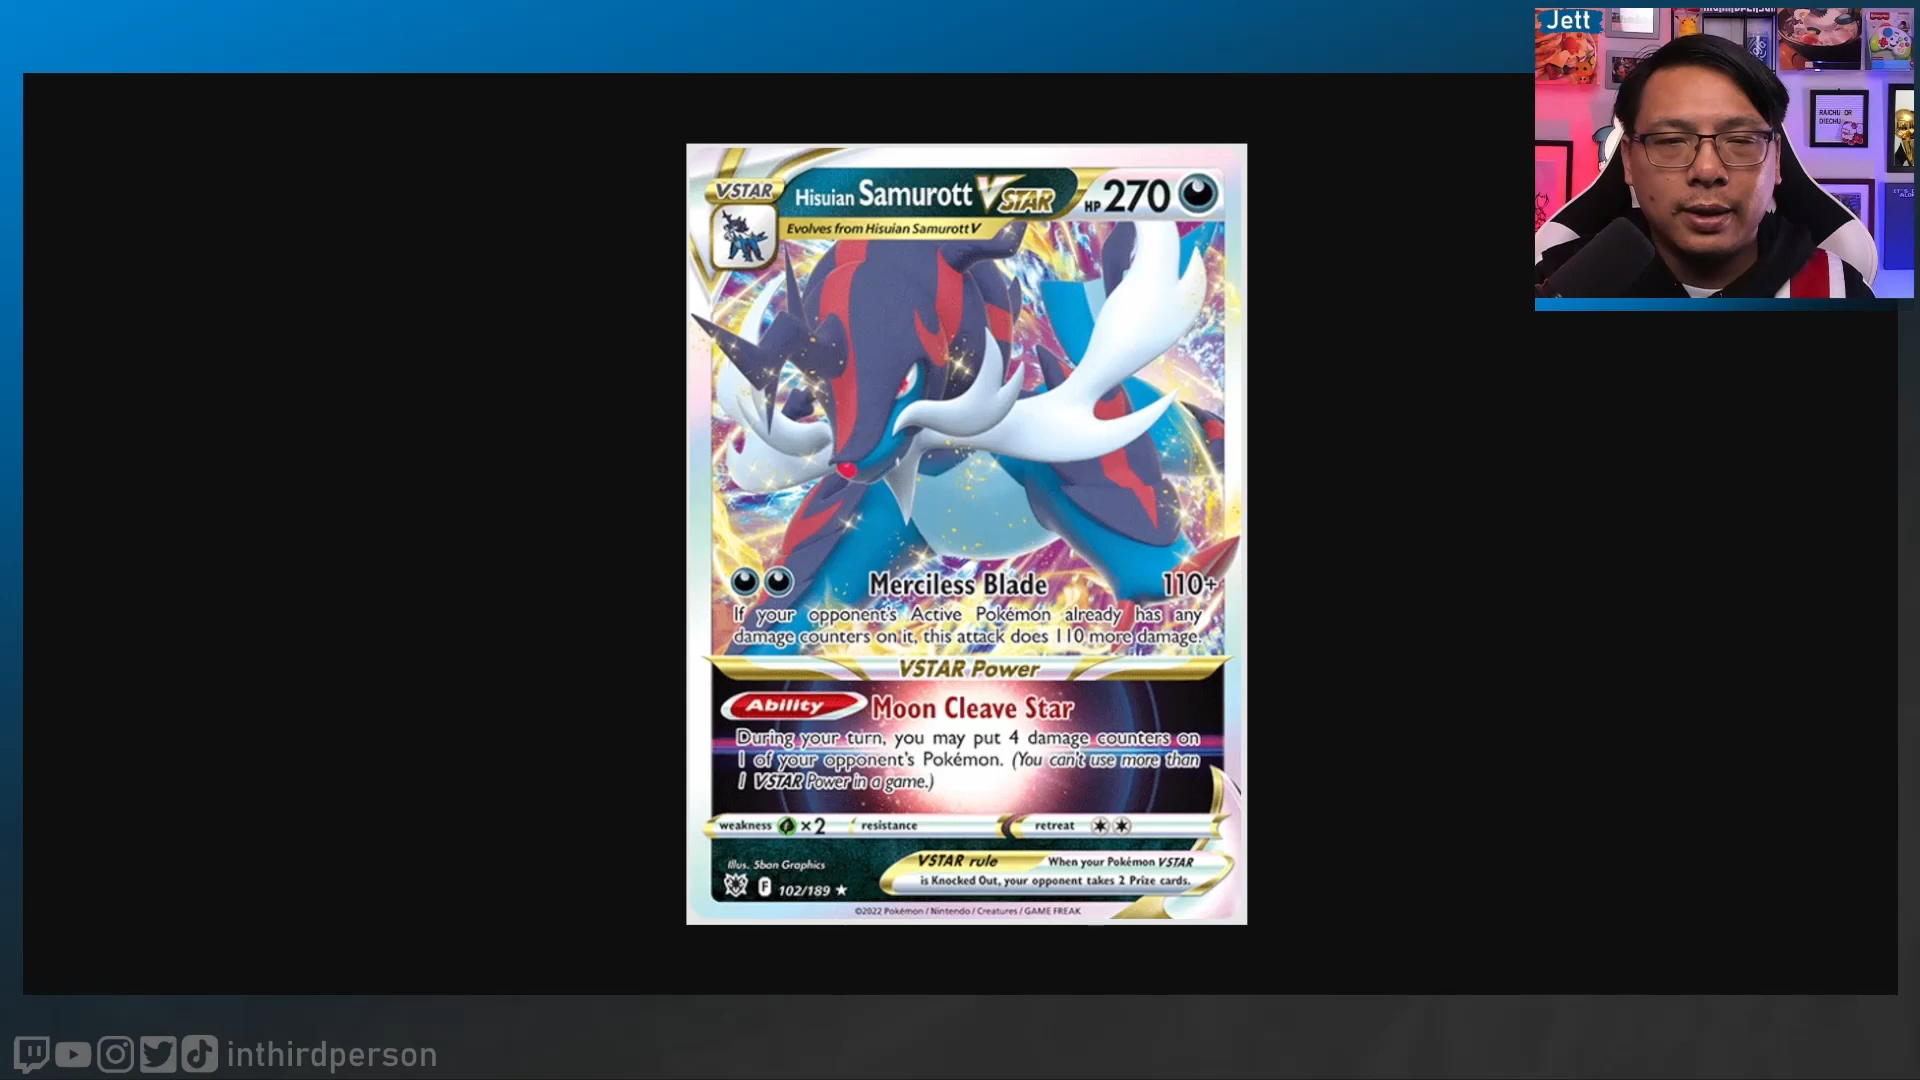 Jett
RAICHU OR
DIECHU
VSTAR
Hisuian Samurott VSTAR
HP 270
Evolves from Hisuian Samurott V
Merciless Blade 110+
If your opponent's Active Pokémon already has any
damage counters on it, this attack does 110 more damage.
VSTAR Power
Ability Moon Cleave Star
During your turn, you may put 4 damage counters on
1 of your opponent's Pokémon. (You can't use more than
1 VSTAR Power in a game.)
weakness ×2 resistance retreat
Illus. 5ban Graphics
VSTAR rule When your Pokémon VSTAR
is Knocked Out, your opponent takes 2 Prize cards.
F 102/189 ★
©2022 Pokémon / Nintendo / Creatures / GAME FREAK
inthirdperson